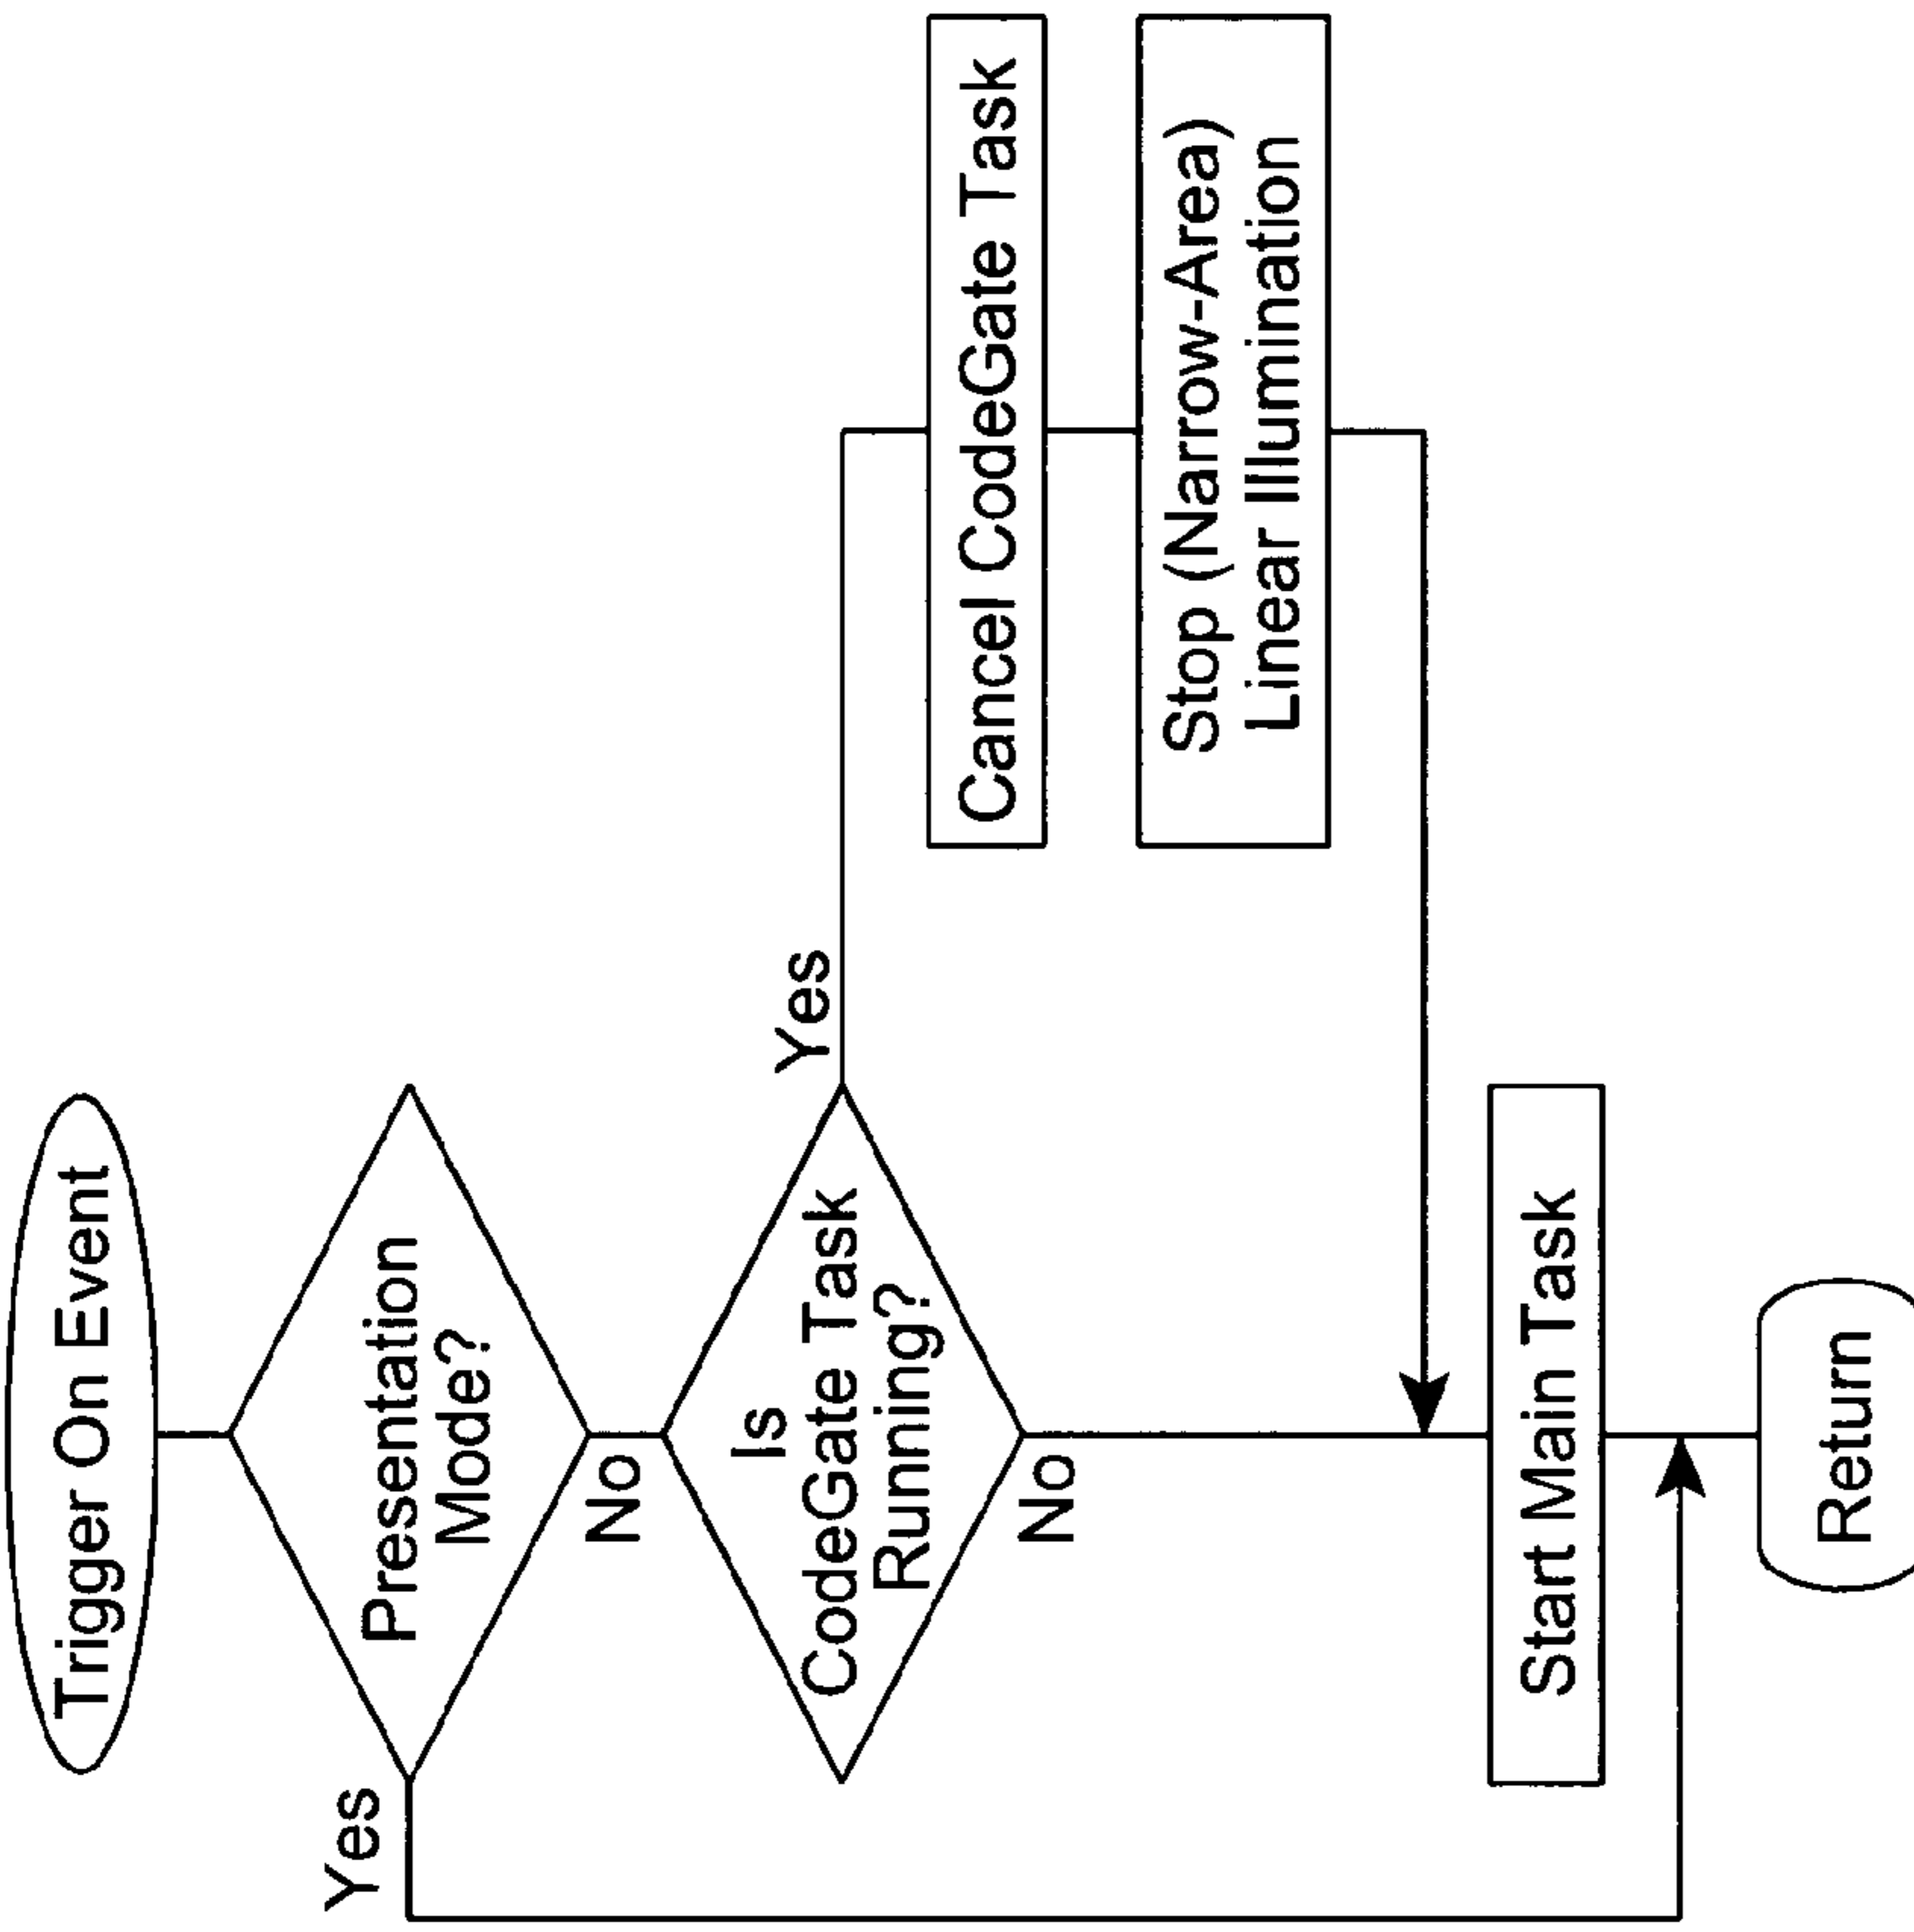 Trigger On Event
Presentation
Mode?
Yes
No
Is
CodeGate Task
Running?
Yes
No
Cancel CodeGate Task
Stop (Narrow-Area)
Linear Illumination
Start Main Task
Return